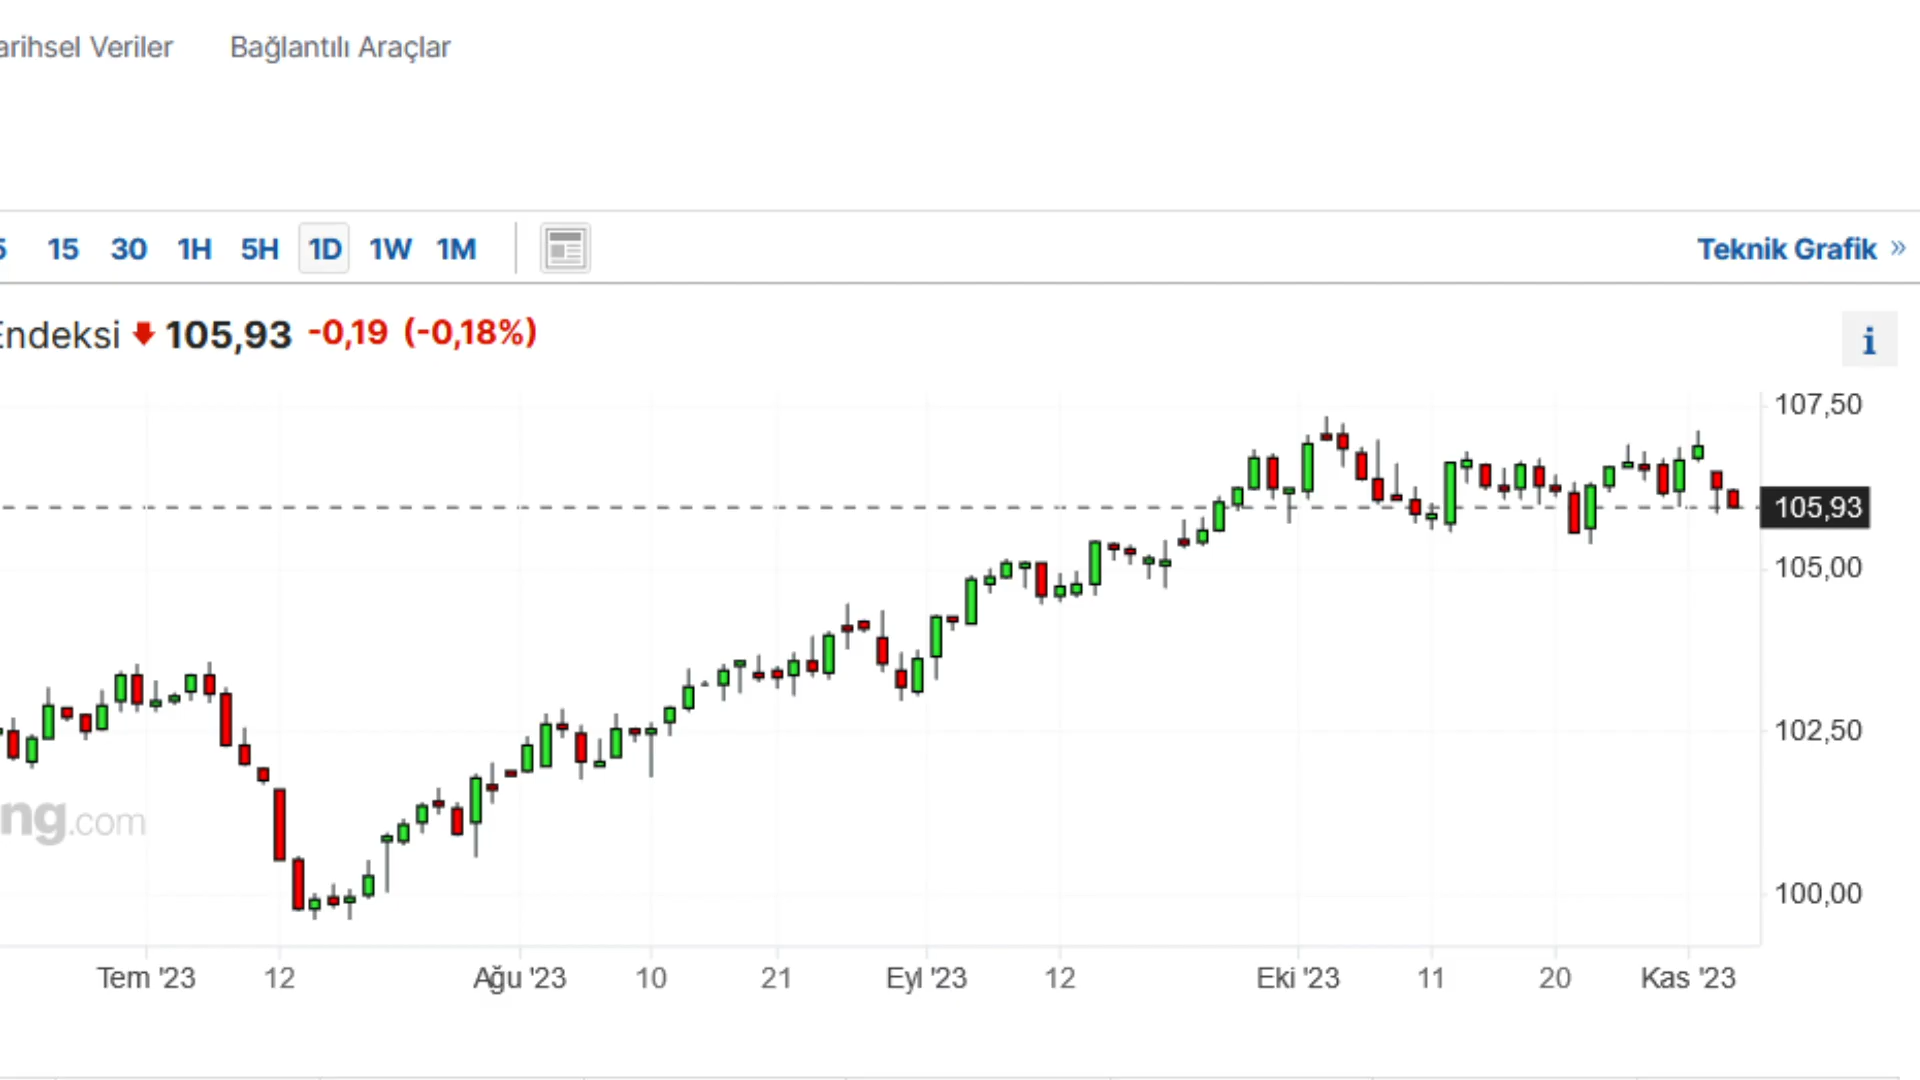 arihsel Veriler Bağlantılı Araçlar
5 15 30 1H 5H 1D 1W 1M Teknik Grafik »
Endeksi 105,93 -0,19 (-0,18%)
i
107,50
105,93
105,00
102,50
ng.com
100,00
Tem '23 12 Ağu '23 10 21 Eyl '23 12 Eki '23 11 20 Kas '23